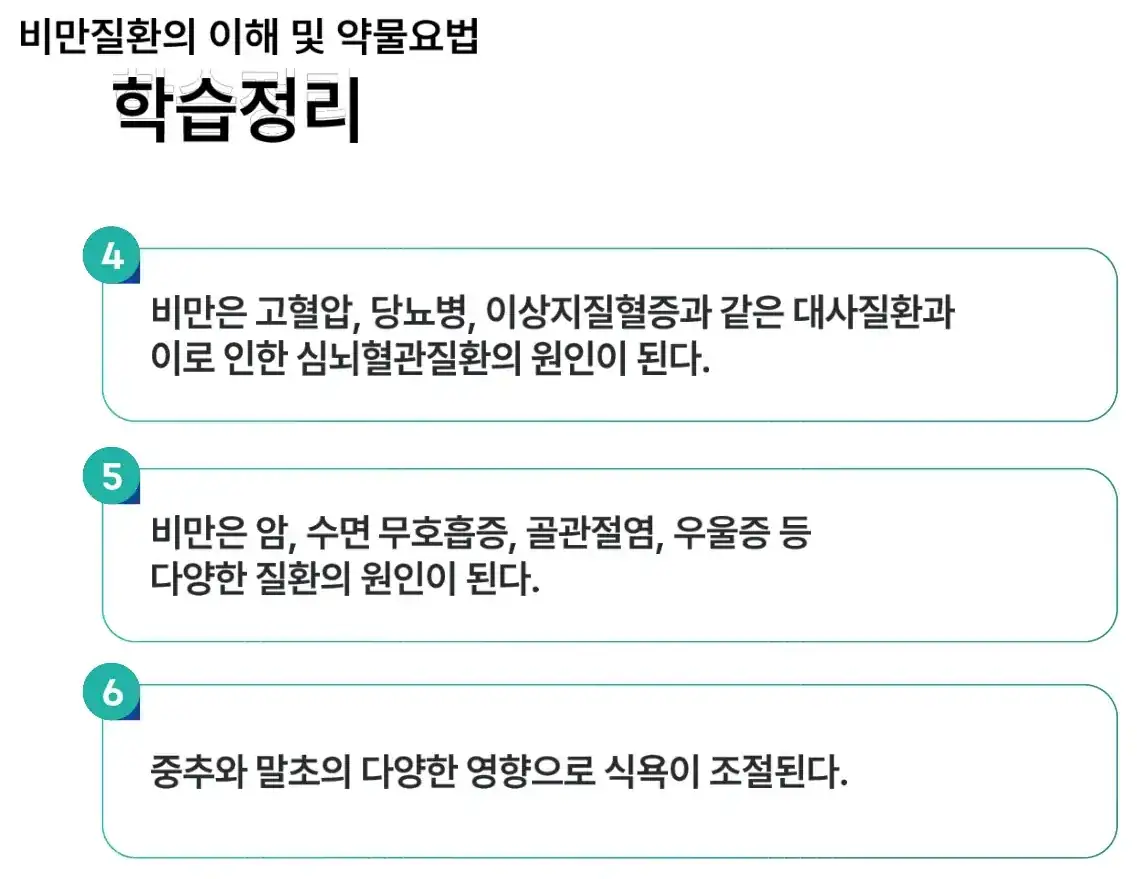 비만질환의 이해 및 약물요법
학습정리
4
비만은 고혈압, 당뇨병, 이상지질혈증과 같은 대사질환과
이로 인한 심뇌혈관질환의 원인이 된다.
5
비만은 암, 수면 무호흡증, 골관절염, 우울증 등
다양한 질환의 원인이 된다.
6
중추와 말초의 다양한 영향으로 식욕이 조절된다.